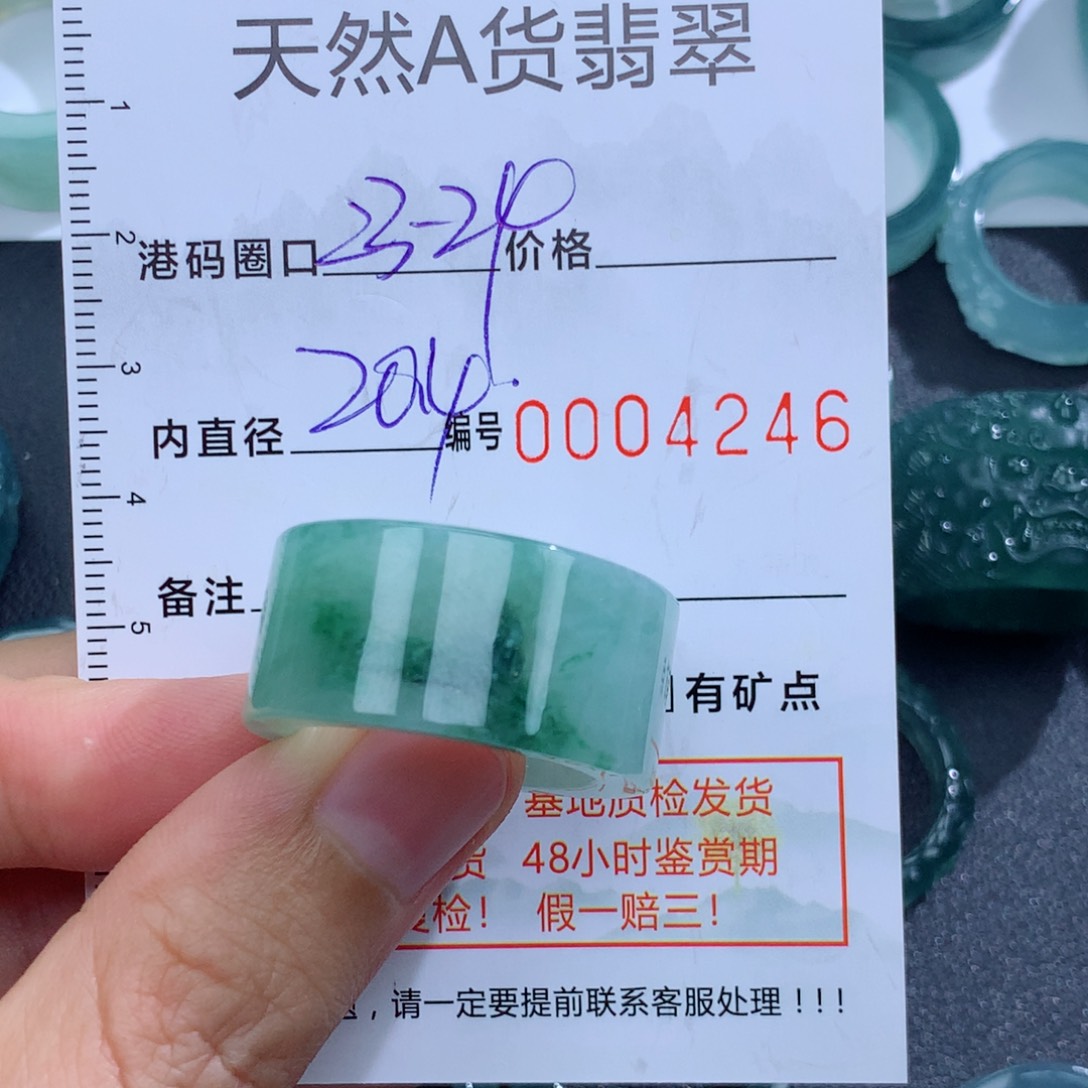 天然A货翡翠
港码圈口 23-24 价格
内直径 20.4 编号 0004246
备注
有矿点
基地质检发货
货 48小时鉴赏期
复检! 假一赔三!
,请一定要提前联系客服处理!!!
1
2
3
4
5